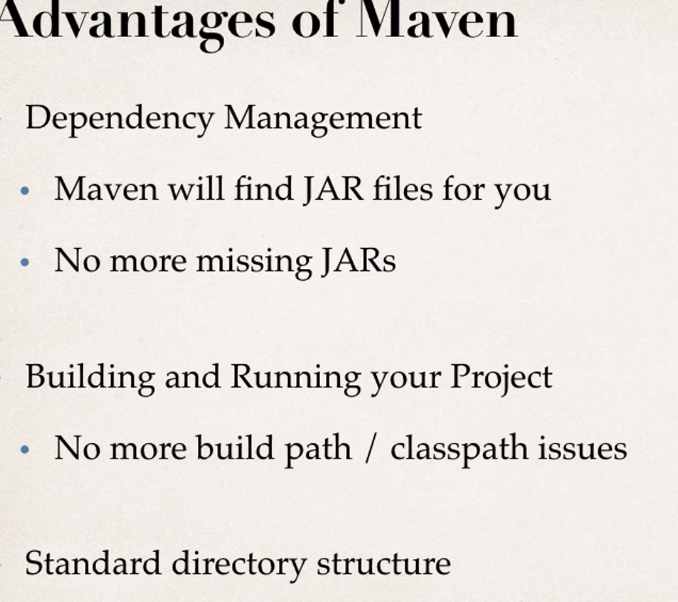 Advantages of Maven
Dependency Management
Maven will find JAR files for you
No more missing JARs
Building and Running your Project
No more build path / classpath issues
Standard directory structure